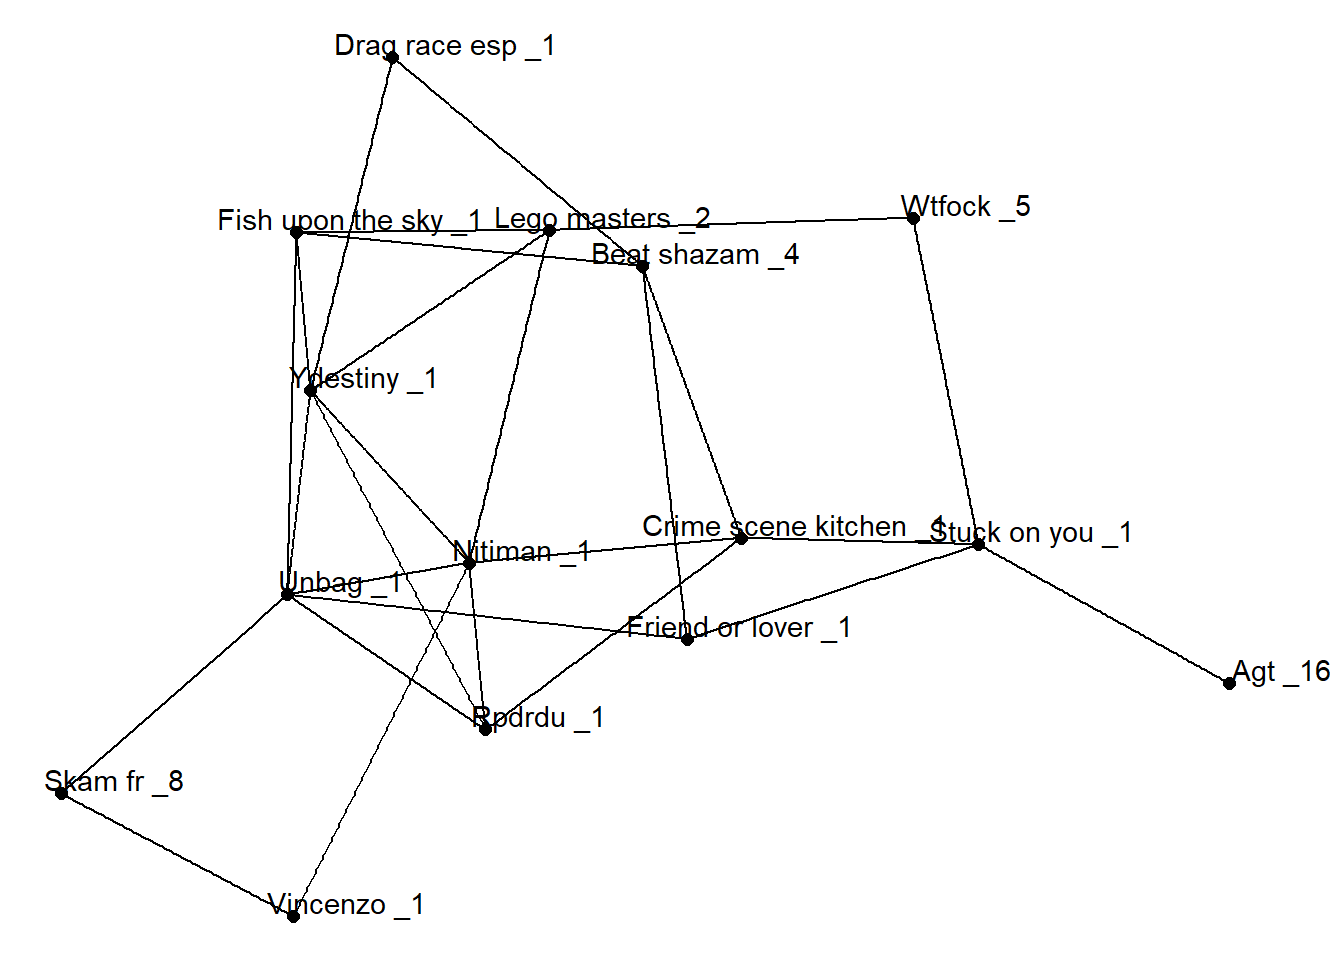 Drag race esp _1
Wtfock _5
Fish upon the sky _1
Lego masters _2
Beat shazam _4
Ydestiny _1
Crime scene kitchen _1
Stuck on you _1
Nitiman _1
Unbag _1
Friend or lover _1
Agt _16
Rpdrdu _1
Skam fr _8
Vincenzo _1